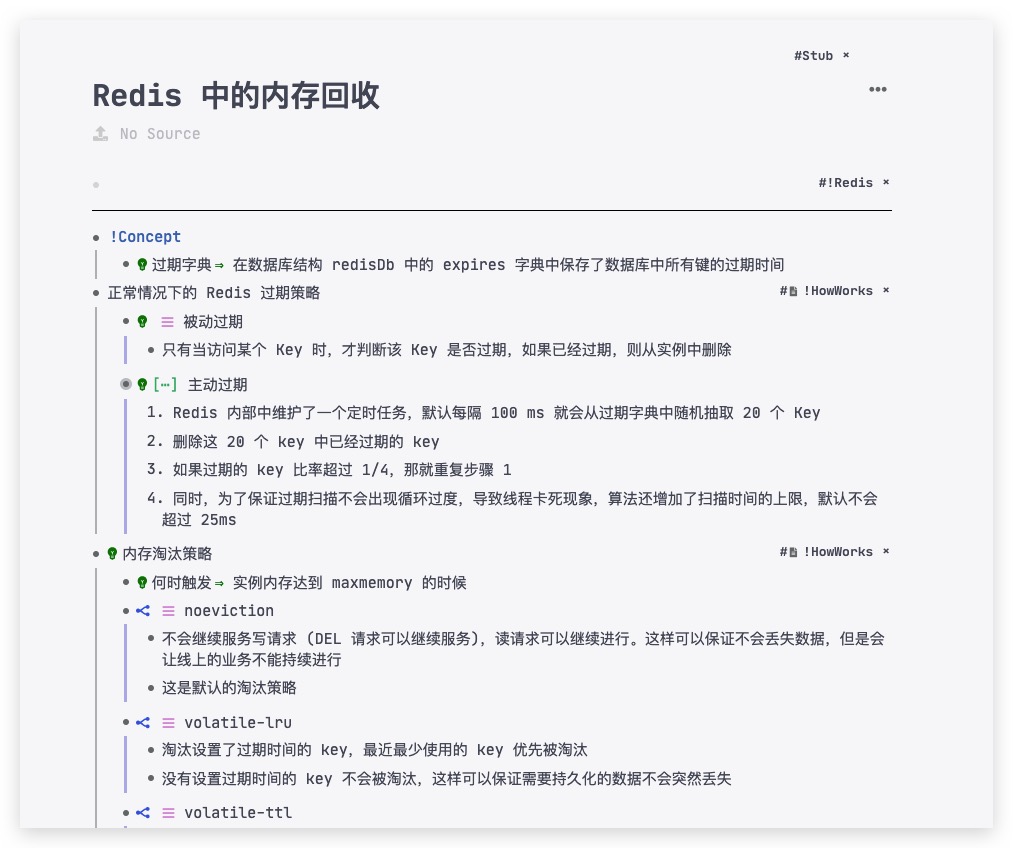 #Stub ×
Redis 中的内存回收
•••
No Source
#!Redis ×
!Concept
过期字典⇒ 在数据库结构 redisDb 中的 expires 字典中保存了数据库中所有键的过期时间
正常情况下的 Redis 过期策略 #!HowWorks ×
被动过期
只有当访问某个 Key 时，才判断该 Key 是否过期，如果已经过期，则从实例中删除
[⋯] 主动过期
1. Redis 内部中维护了一个定时任务，默认每隔 100 ms 就会从过期字典中随机抽取 20 个 Key
2. 删除这 20 个 key 中已经过期的 key
3. 如果过期的 key 比率超过 1/4，那就重复步骤 1
4. 同时，为了保证过期扫描不会出现循环过度，导致线程卡死现象，算法还增加了扫描时间的上限，默认不会
超过 25ms
内存淘汰策略 #!HowWorks ×
何时触发⇒ 实例内存达到 maxmemory 的时候
noeviction
不会继续服务写请求 (DEL 请求可以继续服务)，读请求可以继续进行。这样可以保证不会丢失数据，但是会
让线上的业务不能持续进行
这是默认的淘汰策略
volatile-lru
淘汰设置了过期时间的 key，最近最少使用的 key 优先被淘汰
没有设置过期时间的 key 不会被淘汰，这样可以保证需要持久化的数据不会突然丢失
volatile-ttl